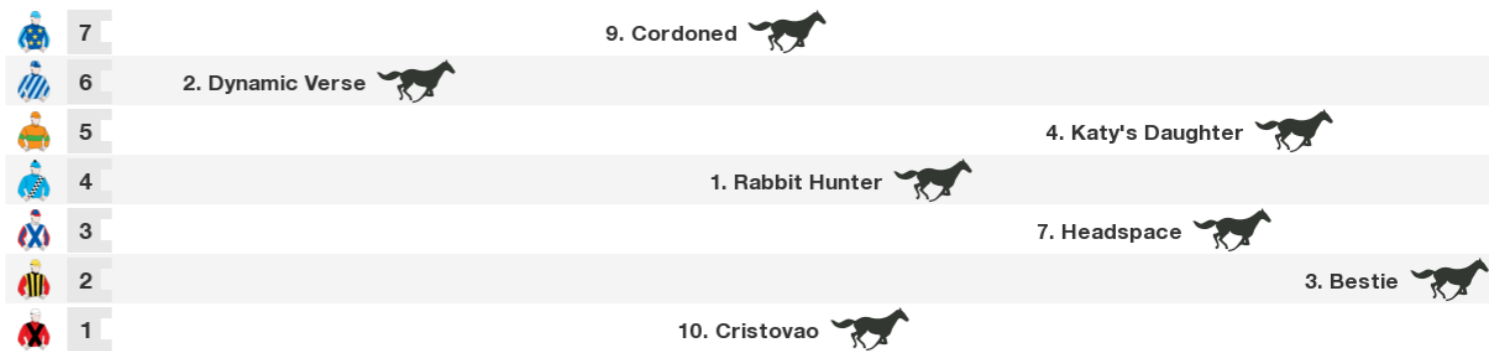 7 9. Cordoned
6 2. Dynamic Verse
5 4. Katy's Daughter
4 1. Rabbit Hunter
3 7. Headspace
2 3. Bestie
1 10. Cristovao